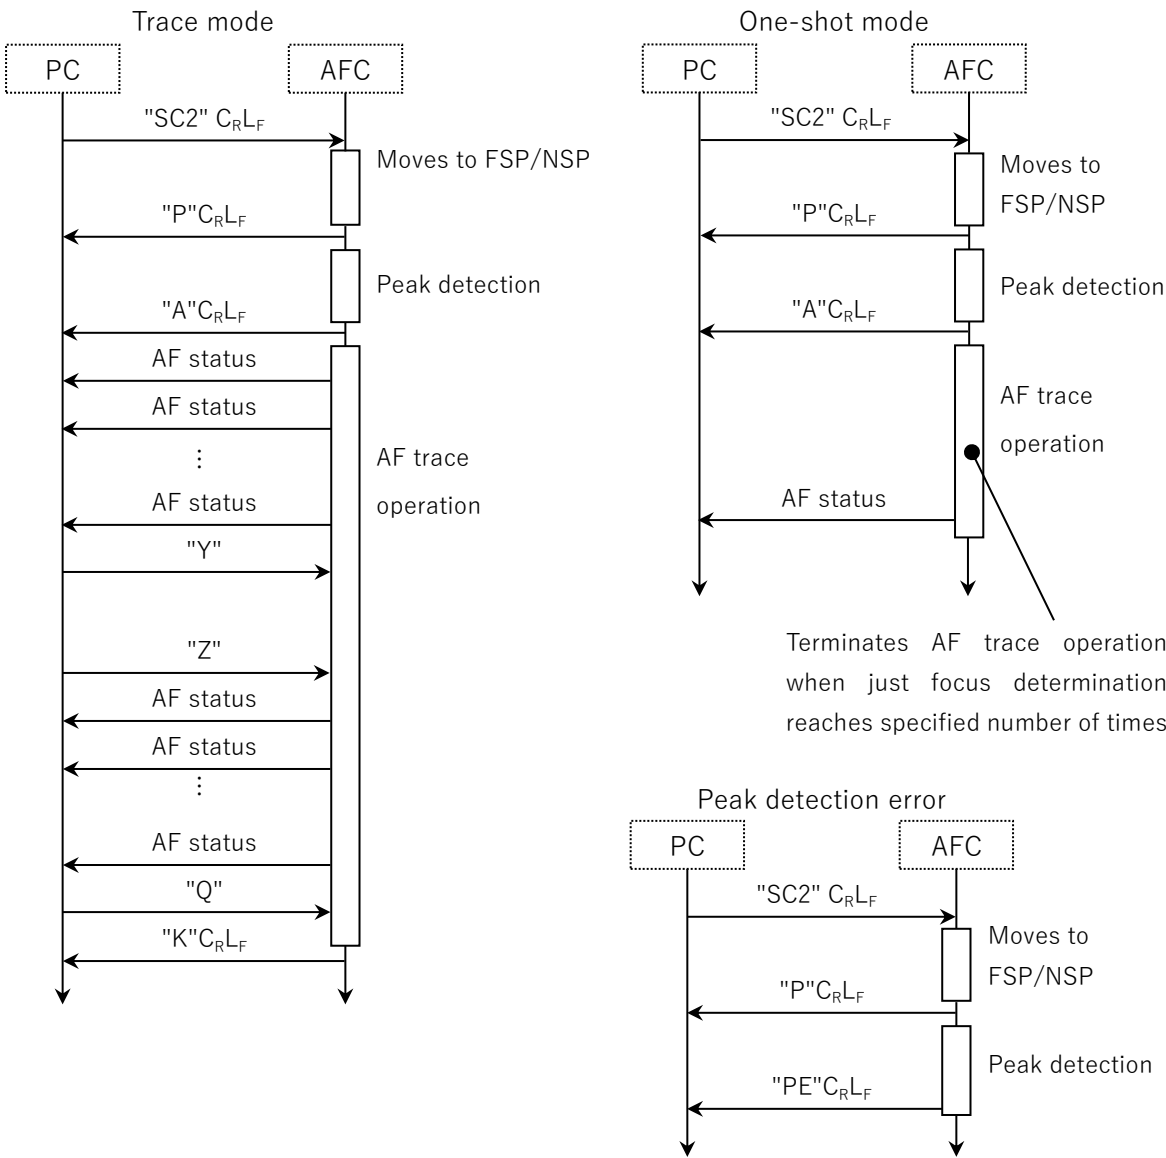 Trace mode
PC
AFC
"SC2" CRLF
Moves to FSP/NSP
"P"CRLF
Peak detection
"A"CRLF
AF status
AF status
⋮
AF trace
operation
AF status
"Y"
"Z"
AF status
AF status
⋮
AF status
"Q"
"K"CRLF
One-shot mode
PC
AFC
"SC2" CRLF
Moves to
FSP/NSP
"P"CRLF
Peak detection
"A"CRLF
AF trace
operation
AF status
Terminates AF trace operation
when just focus determination
reaches specified number of times
Peak detection error
PC
AFC
"SC2" CRLF
Moves to
FSP/NSP
"P"CRLF
Peak detection
"PE"CRLF